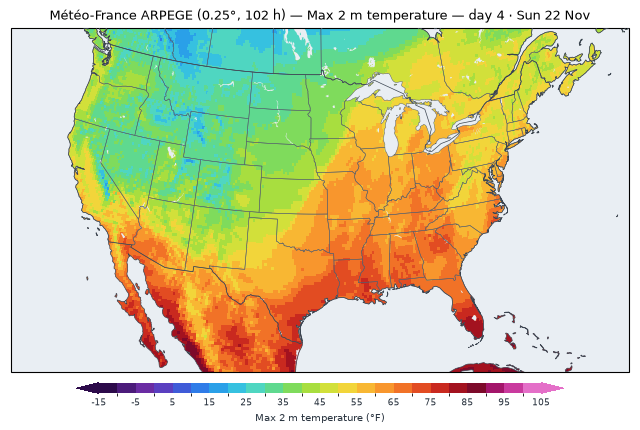 Météo-France ARPEGE (0.25°, 102 h) — Max 2 m temperature — day 4 · Sun 22 Nov
-15 -5 5 15 25 35 45 55 65 75 85 95 105
Max 2 m temperature (°F)